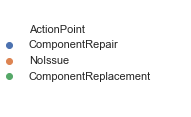 ActionPoint
ComponentRepair
NoIssue
ComponentReplacement